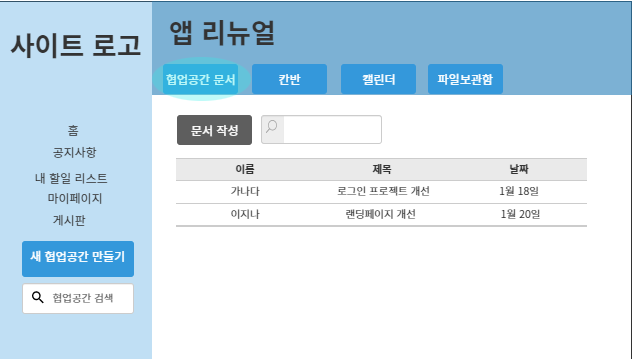 사이트 로고
홈
공지사항
내 할일 리스트
마이페이지
게시판
새 협업공간 만들기
협업공간 검색
앱 리뉴얼
협업공간 문서 칸반 캘린더 파일보관함
문서 작성
이름 제목 날짜
가나다 로그인 프로젝트 개선 1월 18일
이지나 랜딩페이지 개선 1월 20일